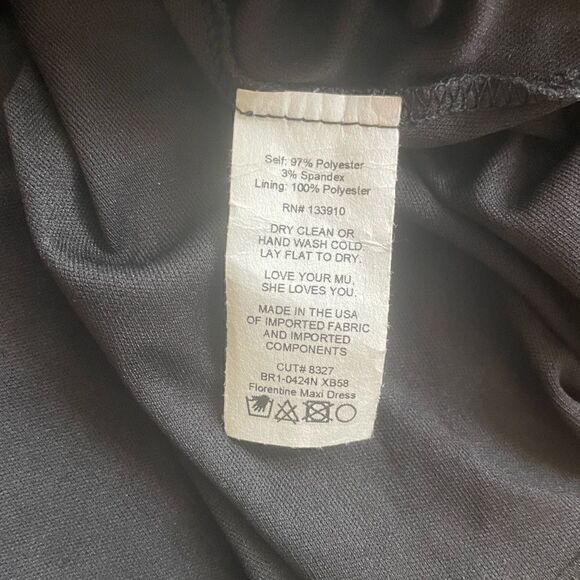 Self: 97% Polyester
3% Spandex
Lining: 100% Polyester
RN# 133910
DRY CLEAN OR
HAND WASH COLD
LAY FLAT TO DRY.
LOVE YOUR MU,
SHE LOVES YOU.
MADE IN THE USA
OF IMPORTED FABRIC
AND IMPORTED
COMPONENTS
CUT# 8327
BR1-0424N XB58
Florentine Maxi Dress